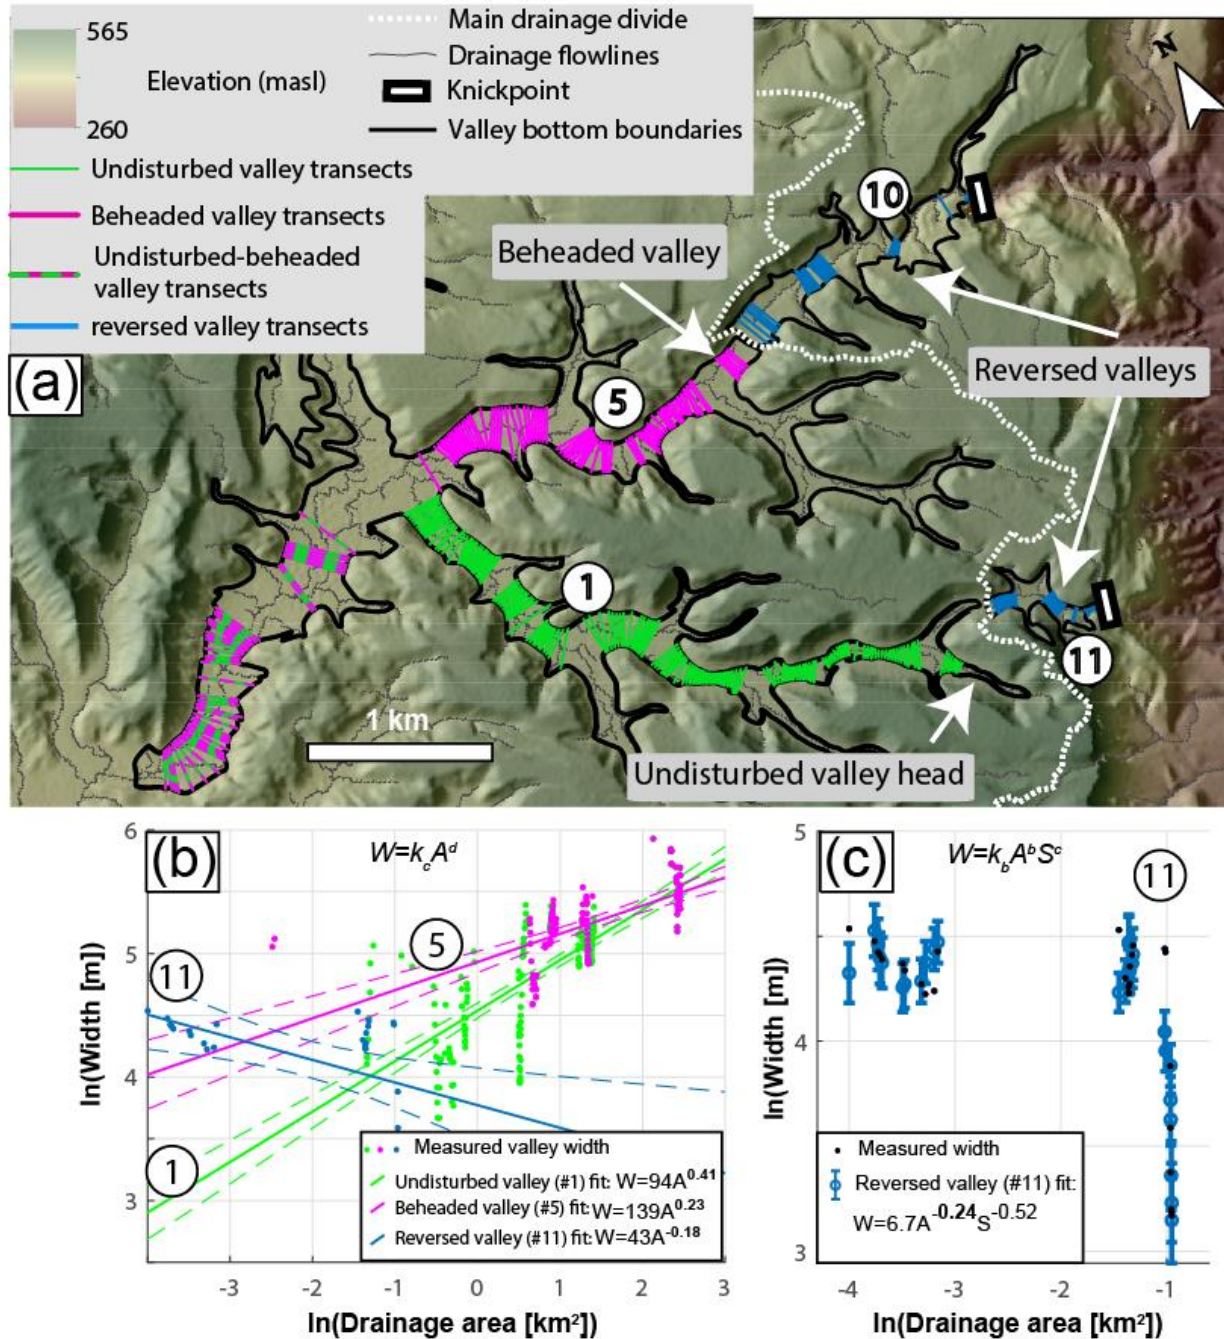 565
Elevation (masl)
260
Main drainage divide
Drainage flowlines
Knickpoint
Valley bottom boundaries
Undisturbed valley transects
Beheaded valley transects
Undisturbed-beheaded
valley transects
reversed valley transects
N
(a)
10
Beheaded valley
Reversed valleys
5
1
11
1 km
Undisturbed valley head
(b)
W=k_cA^d
6
5
4
3
ln(Width [m])
11
5
1
Measured valley width
Undisturbed valley (#1) fit: W=94A^0.41
Beheaded valley (#5) fit: W=139A^0.23
Reversed valley (#11) fit: W=43A^-0.18
-3 -2 -1 0 1 2 3
ln(Drainage area [km²])
(c)
W=k_bA^bS^c
11
5
4
3
ln(Width [m])
Measured width
Reversed valley (#11) fit:
W=6.7A^-0.24S^-0.52
-4 -3 -2 -1
ln(Drainage area [km²])